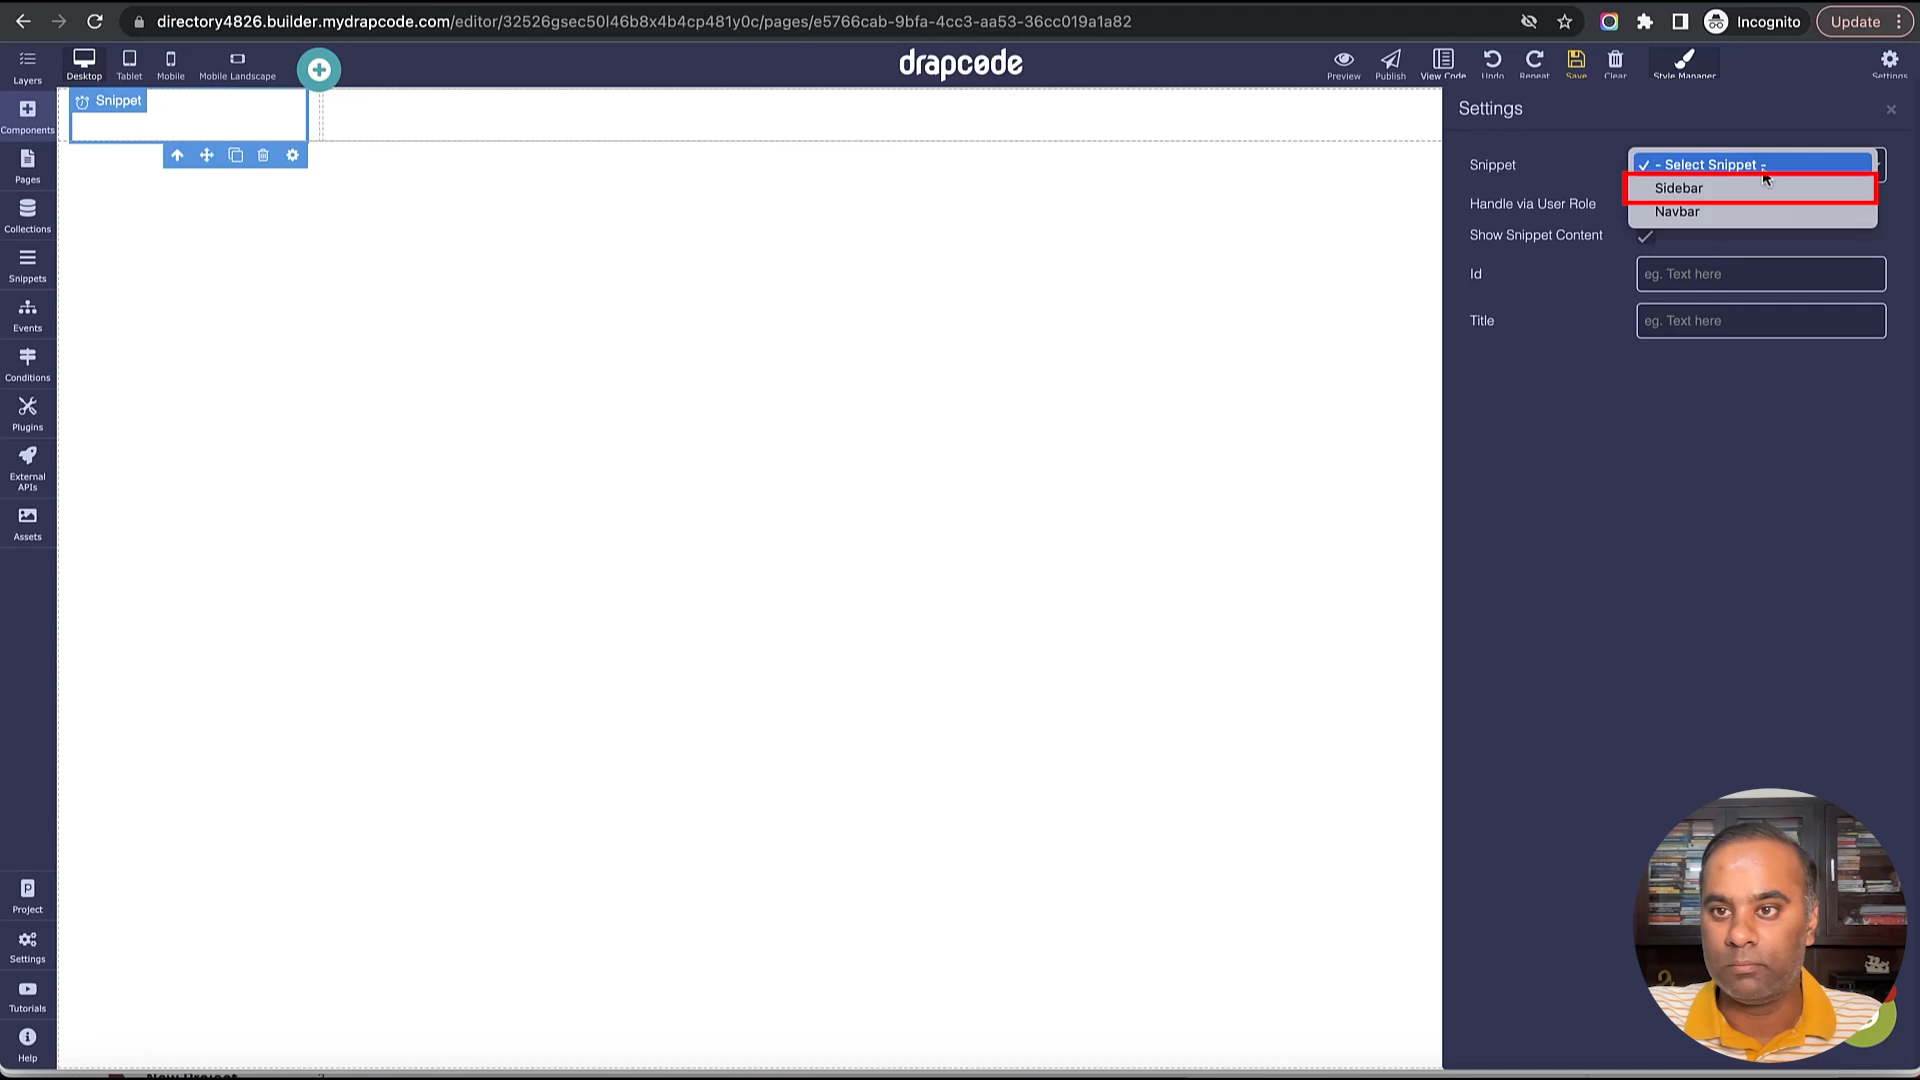 directory4826.builder.mydrapcode.com/editor/32526gsec50l46b8x4b4cp481y0c/pages/e5766cab-9bfa-4cc3-aa53-36cc019a1a82
Incognito
Update
Layers
Desktop
Tablet
Mobile
Mobile Landscape
drapcode
Preview
Publish
View Code
Undo
Repeat
Save
Clear
Style Manager
Settings
Snippet
Settings
Components
Pages
Collections
Snippets
Events
Conditions
Plugins
External
APIs
Assets
Project
Settings
Tutorials
Help
Snippet
- Select Snippet -
Sidebar
Navbar
Handle via User Role
Show Snippet Content
Id
eg. Text here
Title
eg. Text here
New Project